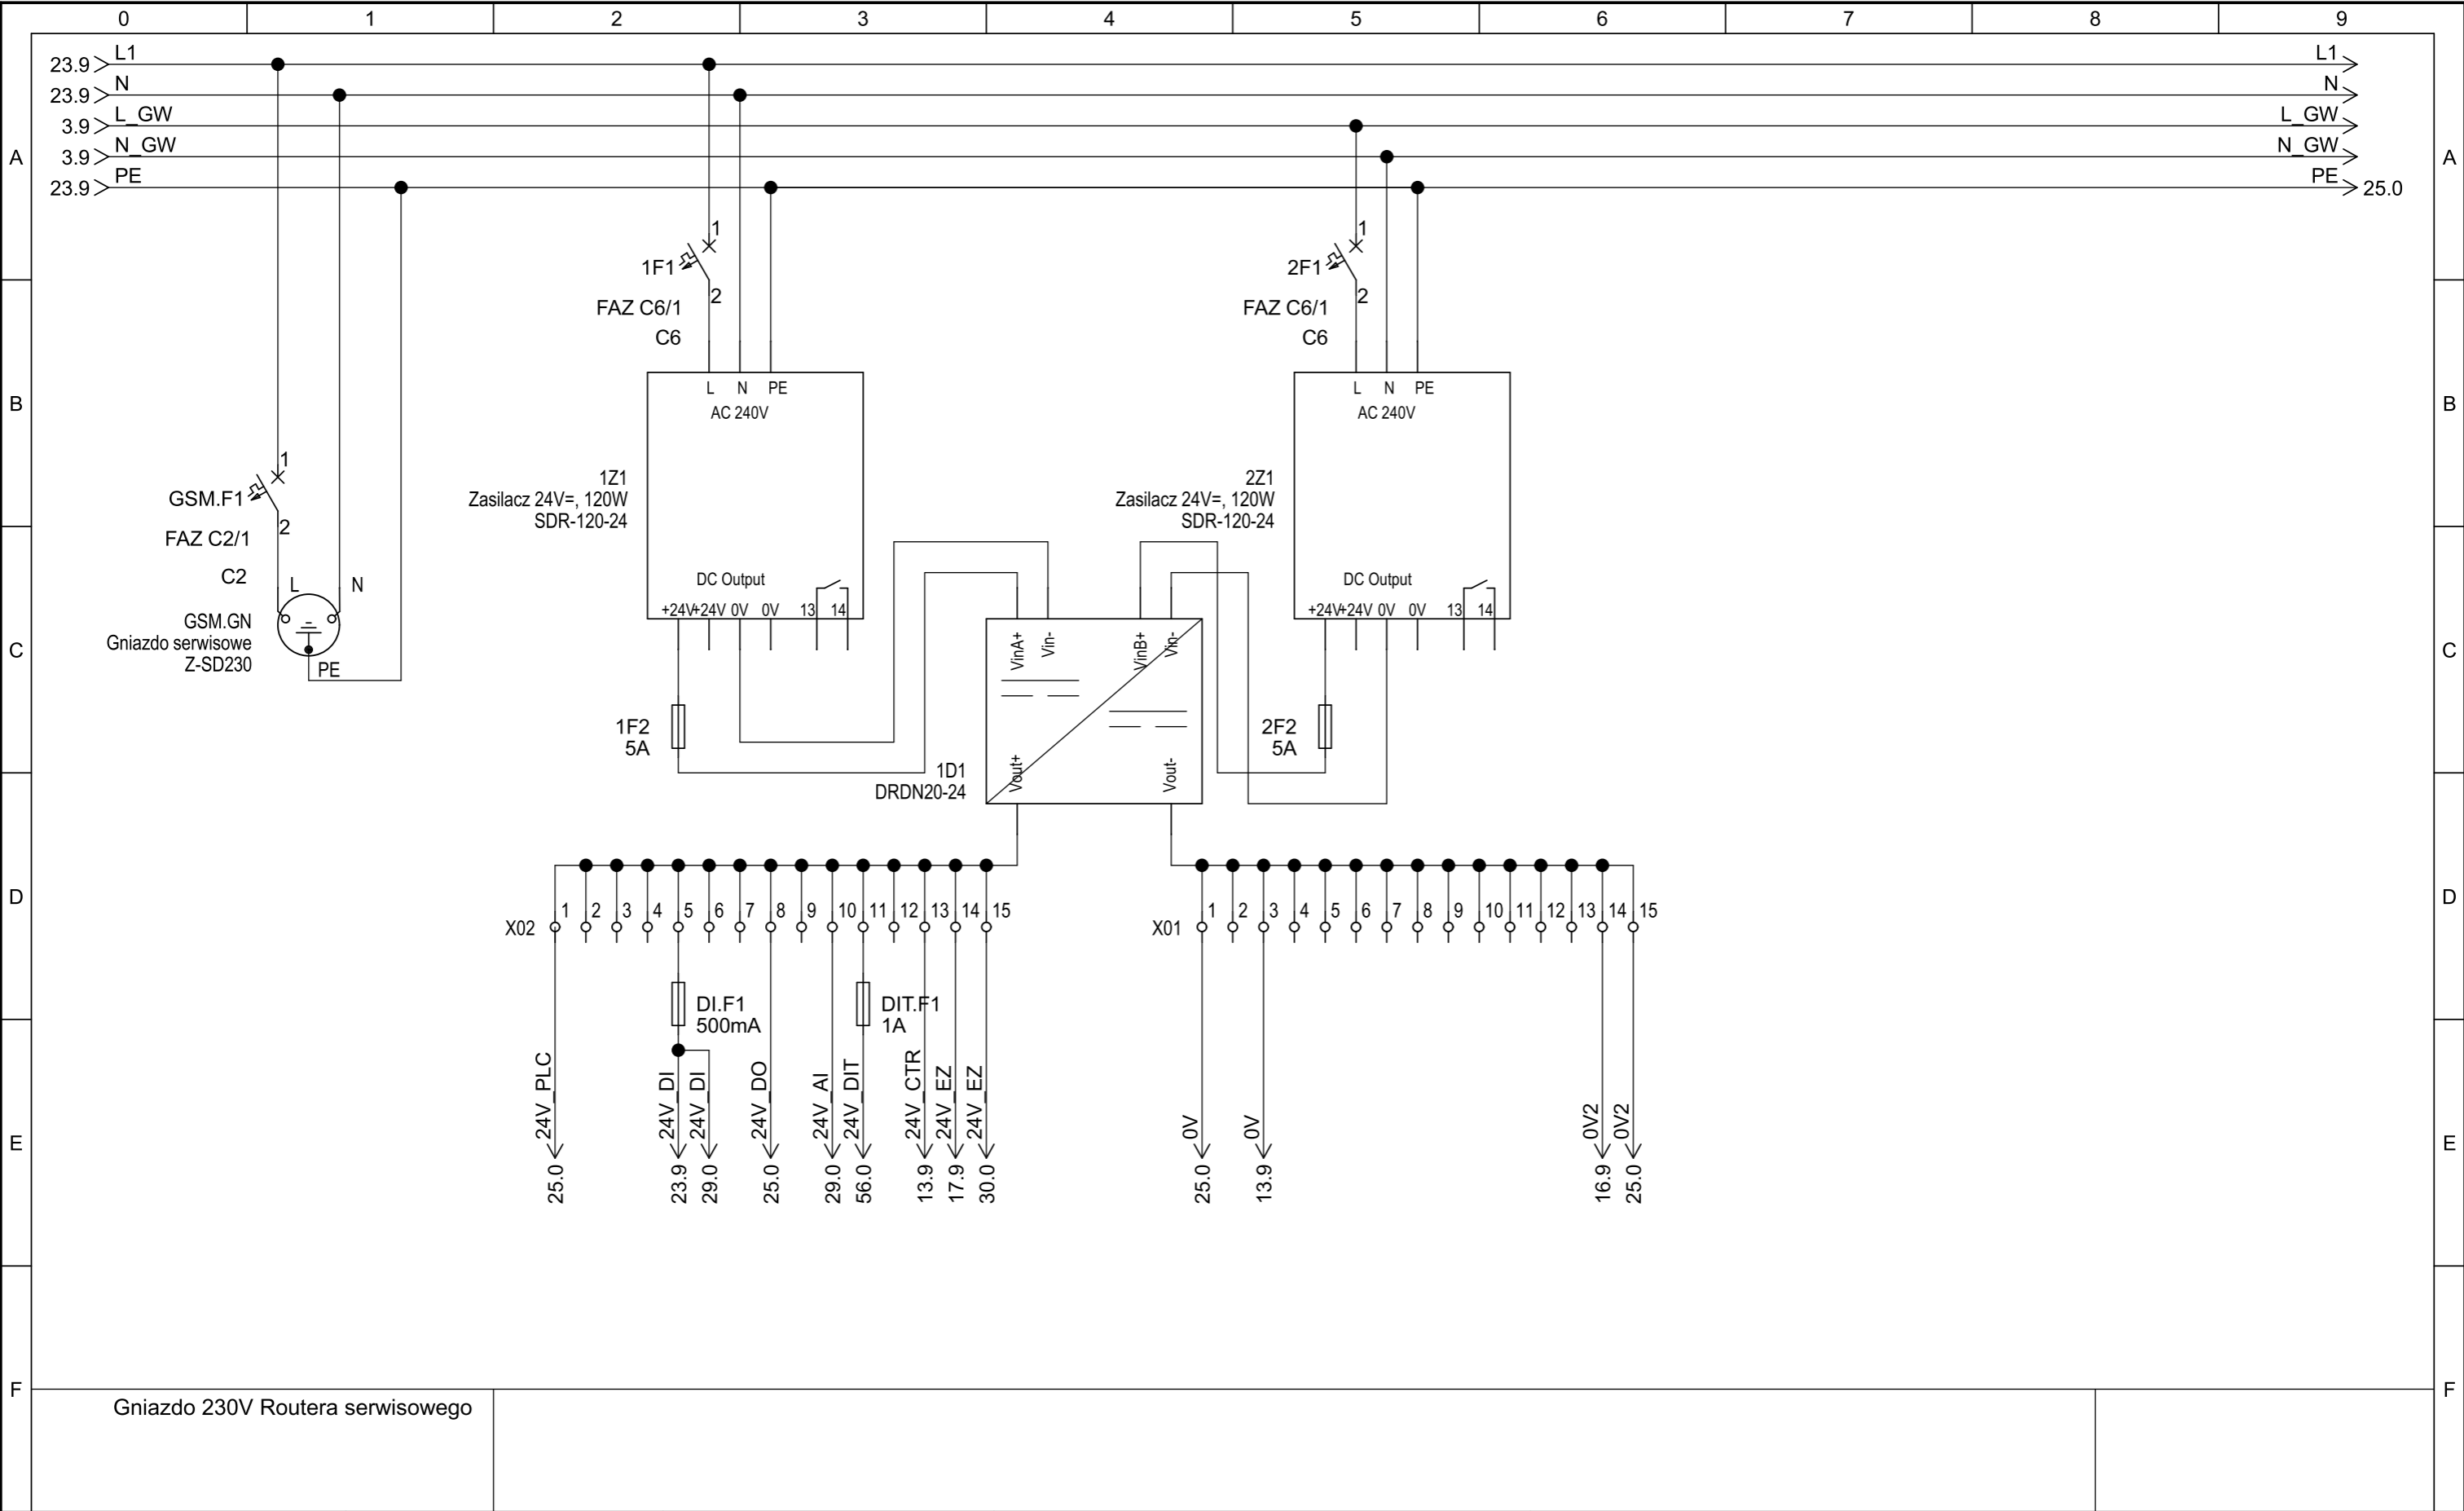 0 1 2 3 4 5 6 7 8 9
23.9 L1 L1
23.9 N N
3.9 L_GW L_GW
A 3.9 N_GW N_GW A
23.9 PE PE 25.0
1 1
1F1 2F1
2 2
FAZ C6/1 FAZ C6/1
C6 C6
L N PE L N PE
B AC 240V AC 240V B
1
GSM.F1
2
FAZ C2/1
C2
L N
GSM.GN
Gniazdo serwisowe
Z-SD230
PE
1Z1
Zasilacz 24V=, 120W
SDR-120-24
2Z1
Zasilacz 24V=, 120W
SDR-120-24
DC Output DC Output
+24V +24V 0V 0V 13 14 +24V +24V 0V 0V 13 14
C VinA+ Vin- VinB+ Vin- C
1F2
5A
2F2
5A
1D1
DRDN20-24
Vout+ Vout-
D D
X02 1 2 3 4 5 6 7 8 9 10 11 12 13 14 15
X01 1 2 3 4 5 6 7 8 9 10 11 12 13 14 15
DI.F1
500mA
DIT.F1
1A
E E
24V_PLC 25.0
24V_DI 23.9
24V_DI 29.0
24V_DO 25.0
24V_AI 29.0
24V_DIT 56.0
24V_CTR 13.9
24V_EZ 17.9
24V_EZ 30.0
0V 25.0
0V 13.9
0V2 16.9
0V2 25.0
F F
Gniazdo 230V Routera serwisowego